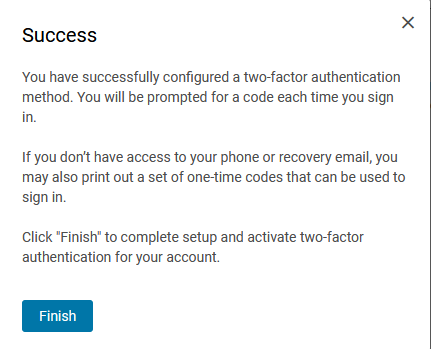 Success
You have successfully configured a two-factor authentication
method. You will be prompted for a code each time you sign
in.
If you don’t have access to your phone or recovery email, you
may also print out a set of one-time codes that can be used to
sign in.
Click "Finish" to complete setup and activate two-factor
authentication for your account.
Finish